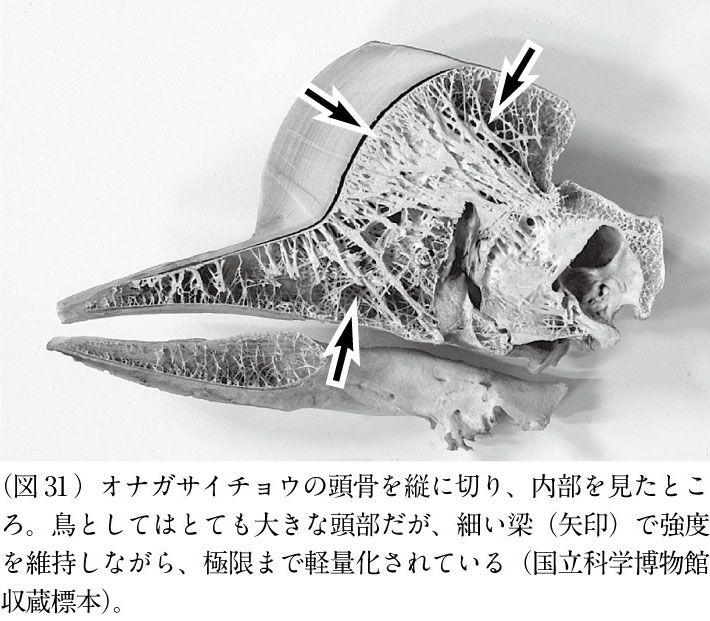 (図31) オナガサイチョウの頭骨を縦に切り、内部を見たとこ
ろ。鳥としてはとても大きな頭部だが、細い梁（矢印）で強度
を維持しながら、極限まで軽量化されている（国立科学博物館
収蔵標本）。